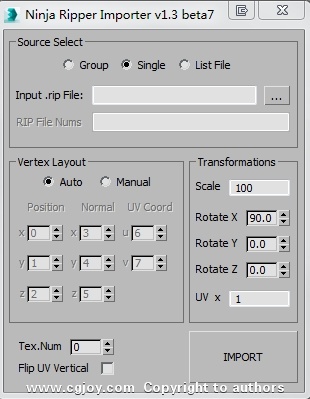 Ninja Ripper Importer v1.3 beta7
Source Select
Group Single List File
Input .rip File: ...
RIP File Nums
Vertex Layout
Auto Manual
Position Normal UV Coord
x 0 x 3 u 6
y 1 y 4 v 7
z 2 z 5
Transformations
Scale 100
Rotate X 90.0
Rotate Y 0.0
Rotate Z 0.0
UV x 1
Tex.Num 0
Flip UV Vertical
IMPORT
www.cgjoy.com Copyright to authors